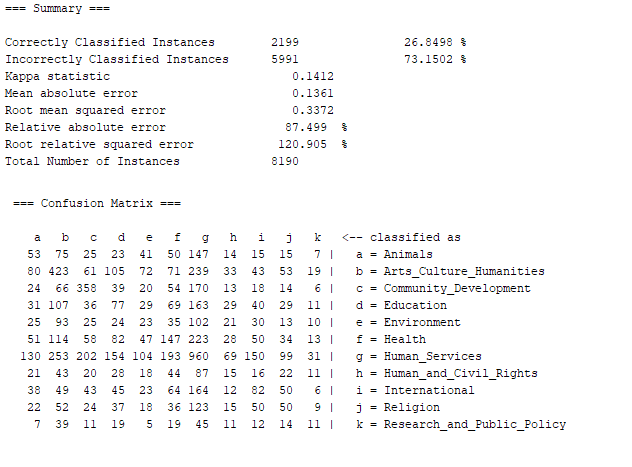 === Summary ===
Correctly Classified Instances 2199 26.8498 %
Incorrectly Classified Instances 5991 73.1502 %
Kappa statistic 0.1412
Mean absolute error 0.1361
Root mean squared error 0.3372
Relative absolute error 87.499 %
Root relative squared error 120.905 %
Total Number of Instances 8190
=== Confusion Matrix ===
a b c d e f g h i j k <-- classified as
53 75 25 23 41 50 147 14 15 15 7 | a = Animals
80 423 61 105 72 71 239 33 43 53 19 | b = Arts_Culture_Humanities
24 66 358 39 20 54 170 13 18 14 6 | c = Community_Development
31 107 36 77 29 69 163 29 40 29 11 | d = Education
25 93 25 24 23 35 102 21 30 13 10 | e = Environment
51 114 58 82 47 147 223 28 50 34 13 | f = Health
130 253 202 154 104 193 960 69 150 99 31 | g = Human_Services
21 43 20 28 18 44 87 15 16 22 11 | h = Human_and_Civil_Rights
38 49 43 45 23 64 164 12 82 50 6 | i = International
22 52 24 37 18 36 123 15 50 50 9 | j = Religion
7 39 11 19 5 19 45 11 12 14 11 | k = Research_and_Public_Policy